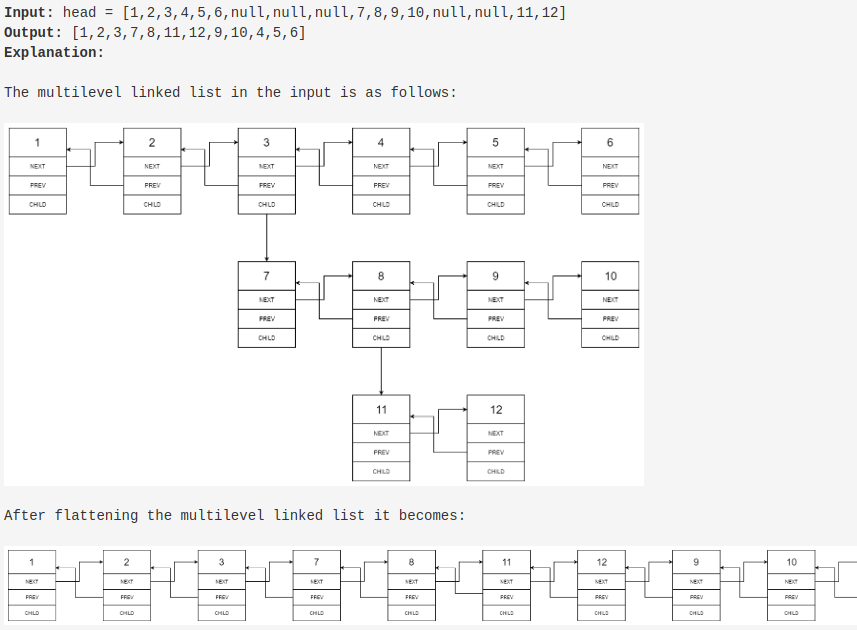 Input: head = [1,2,3,4,5,6,null,null,null,7,8,9,10,null,null,11,12]
Output: [1,2,3,7,8,11,12,9,10,4,5,6]
Explanation:
The multilevel linked list in the input is as follows:
1 2 3 4 5 6
NEXT NEXT NEXT NEXT NEXT NEXT
PREV PREV PREV PREV PREV PREV
CHILD CHILD CHILD CHILD CHILD CHILD
7 8 9 10
NEXT NEXT NEXT NEXT
PREV PREV PREV PREV
CHILD CHILD CHILD CHILD
11 12
NEXT NEXT
PREV PREV
CHILD CHILD
After flattening the multilevel linked list it becomes:
1 2 3 7 8 11 12 9 10
NEXT NEXT NEXT NEXT NEXT NEXT NEXT NEXT NEXT
PREV PREV PREV PREV PREV PREV PREV PREV PREV
CHILD CHILD CHILD CHILD CHILD CHILD CHILD CHILD CHILD